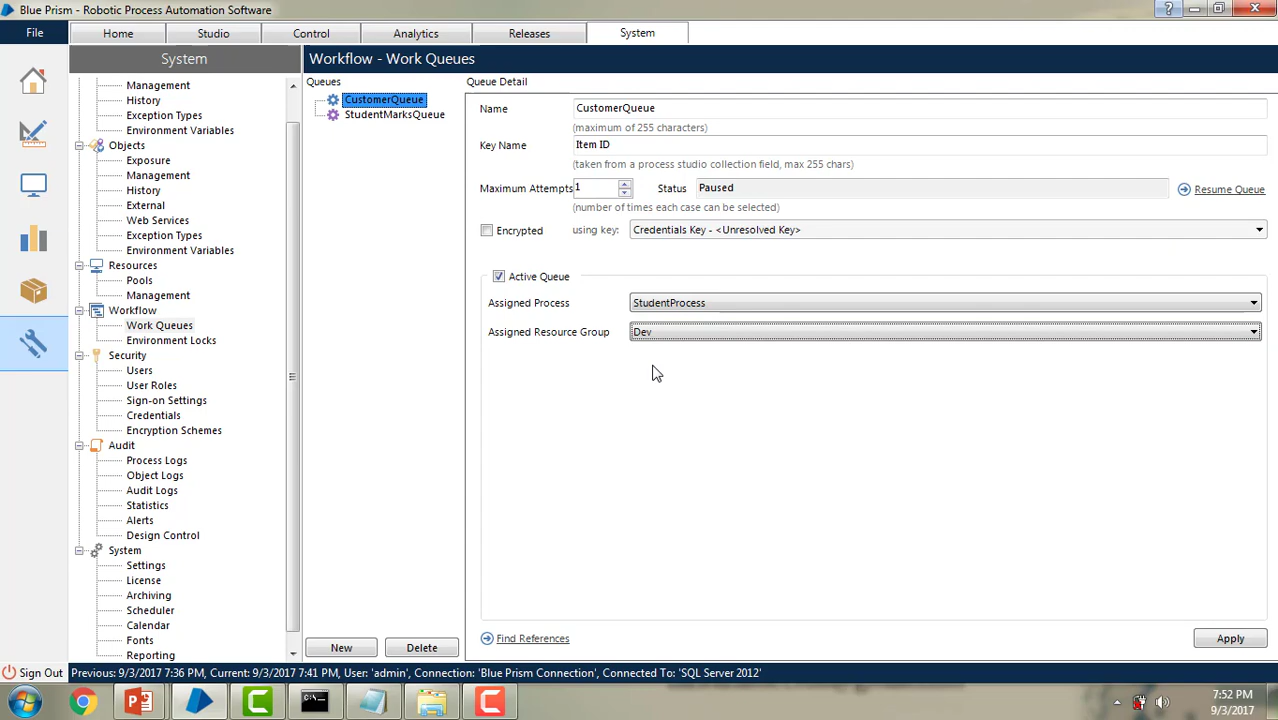 Blue Prism - Robotic Process Automation Software
File
Home
Studio
Control
Analytics
Releases
System
System
Workflow - Work Queues
Management
History
Exception Types
Environment Variables
Objects
Exposure
Management
History
External
Web Services
Exception Types
Environment Variables
Resources
Pools
Management
Workflow
Work Queues
Environment Locks
Security
Users
User Roles
Sign-on Settings
Credentials
Encryption Schemes
Audit
Process Logs
Object Logs
Audit Logs
Statistics
Alerts
Design Control
System
Settings
License
Archiving
Scheduler
Calendar
Fonts
Reporting
Queues
CustomerQueue
StudentMarksQueue
New
Delete
Queue Detail
Name CustomerQueue
(maximum of 255 characters)
Key Name Item ID
(taken from a process studio collection field, max 255 chars)
Maximum Attempts 1 Status Paused Resume Queue
(number of times each case can be selected)
Encrypted using key: Credentials Key - <Unresolved Key>
Active Queue
Assigned Process StudentProcess
Assigned Resource Group Dev
Find References
Apply
Sign Out
Previous: 9/3/2017 7:36 PM, Current: 9/3/2017 7:41 PM, User: 'admin', Connection: 'Blue Prism Connection', Connected To: 'SQL Server 2012'
7:52 PM
9/3/2017